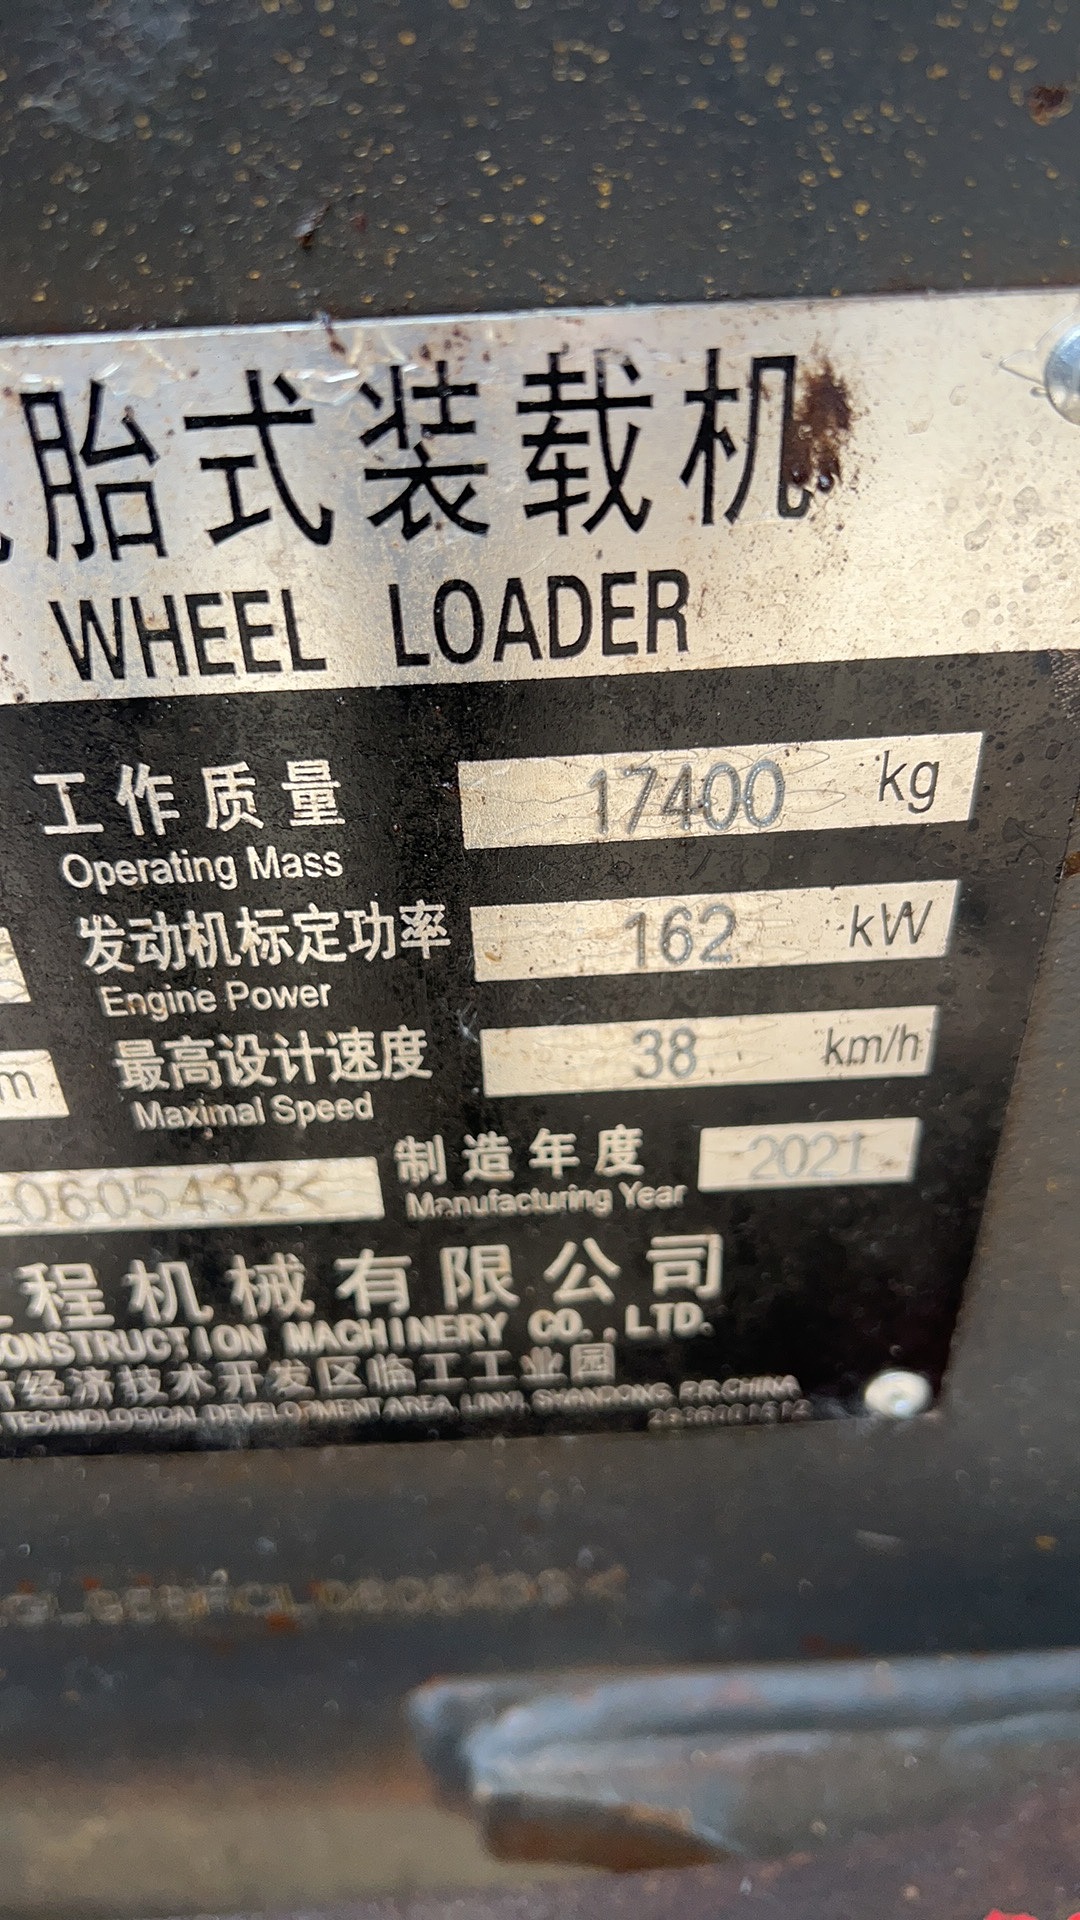 胎式装载机
WHEEL LOADER
工作质量 17400 kg
Operating Mass
发动机标定功率 162 kW
Engine Power
最高设计速度 38 km/h
m
Maximal Speed
制造年度 2021
0605432<
Manufacturing Year
程机械有限公司
ONSTRUCTION MACHINERY CO.,LTD.
经济技术开发区临工工业园
TECHNOLOGICAL DEVELOPMENT AREA, LINYI, SHANDONG, P.R.CHINA